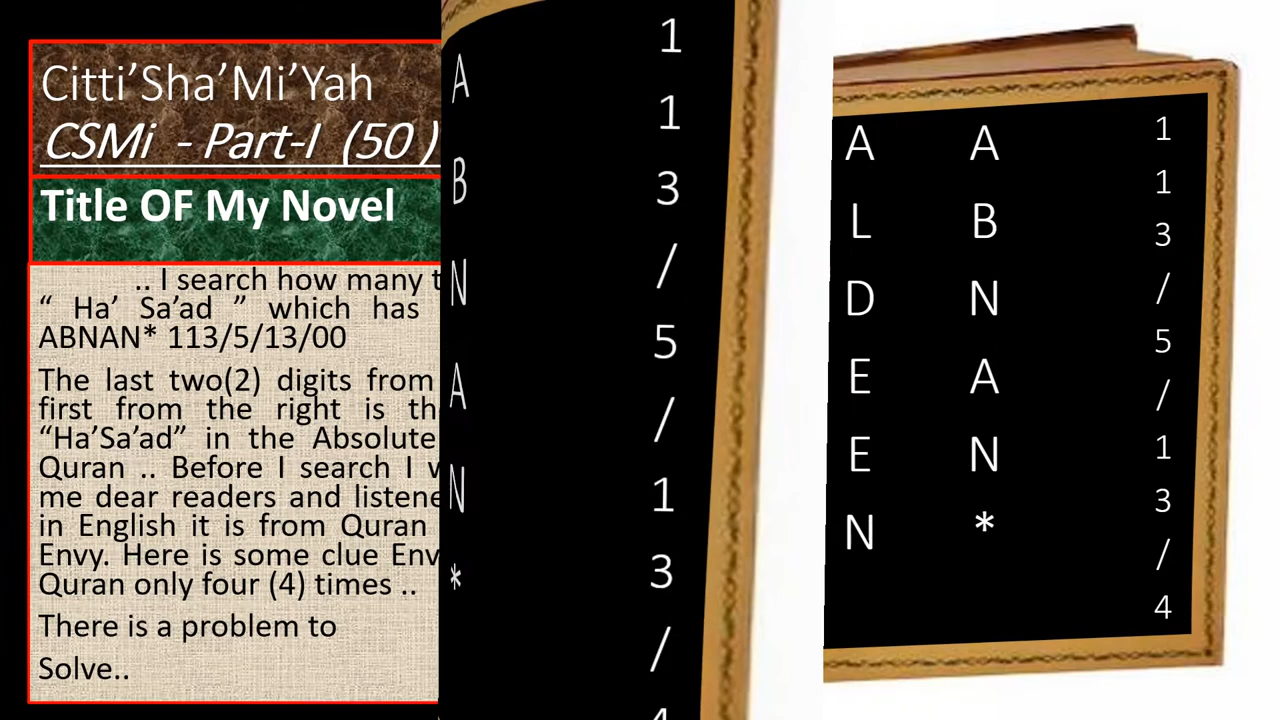 Citti’Sha’Mi’Yah
CSMi - Part-I (50 )
Title OF My Novel
.. I search how many
“ Ha’ Sa’ad ” which has
ABNAN* 113/5/13/00
The last two(2) digits from
first from the right is
“Ha’Sa’ad” in the Absolute
Quran .. Before I search I
me dear readers and
in English it is from Quran
Envy. Here is some clue
Quran only four (4) times ..
There is a problem to
Solve..
A
B
N
A
N
*
1
1
3
/
5
/
1
3
/
4
A
L
D
E
E
N
A
B
N
A
N
*
1
1
3
/
5
/
1
3
/
4